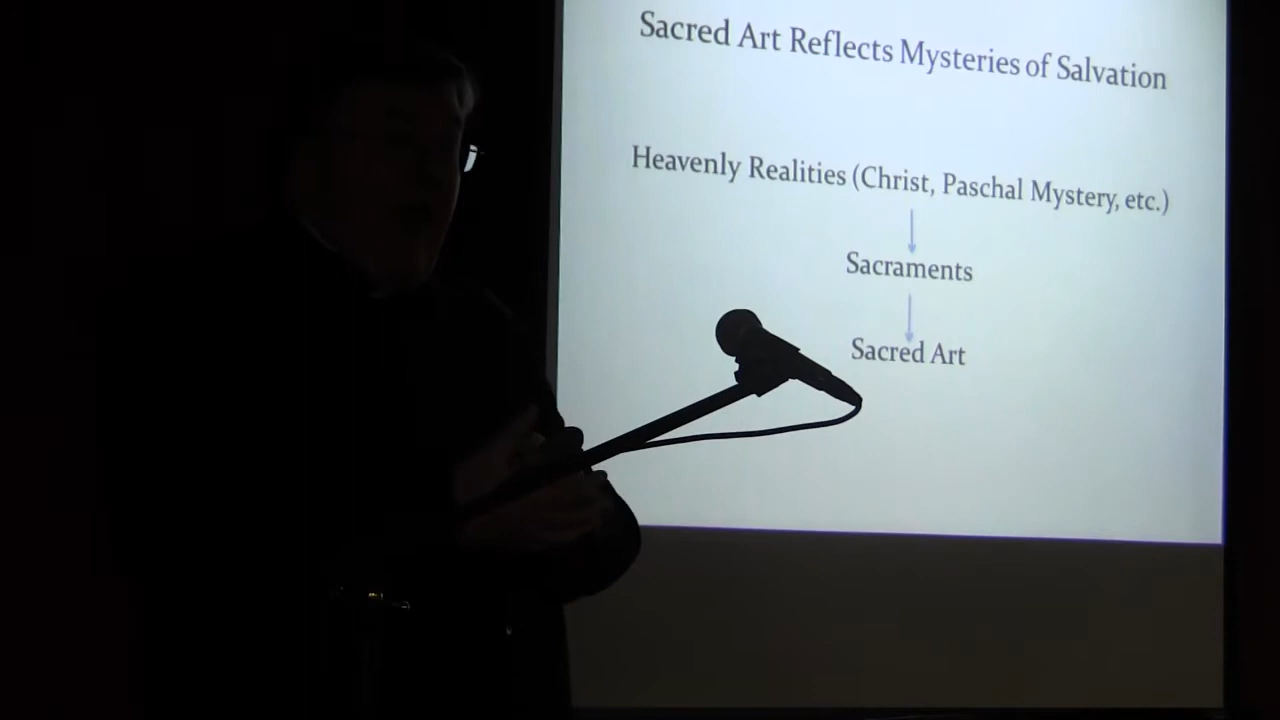 Sacred Art Reflects Mysteries of Salvation
Heavenly Realities (Christ, Paschal Mystery, etc.)
Sacraments
Sacred Art